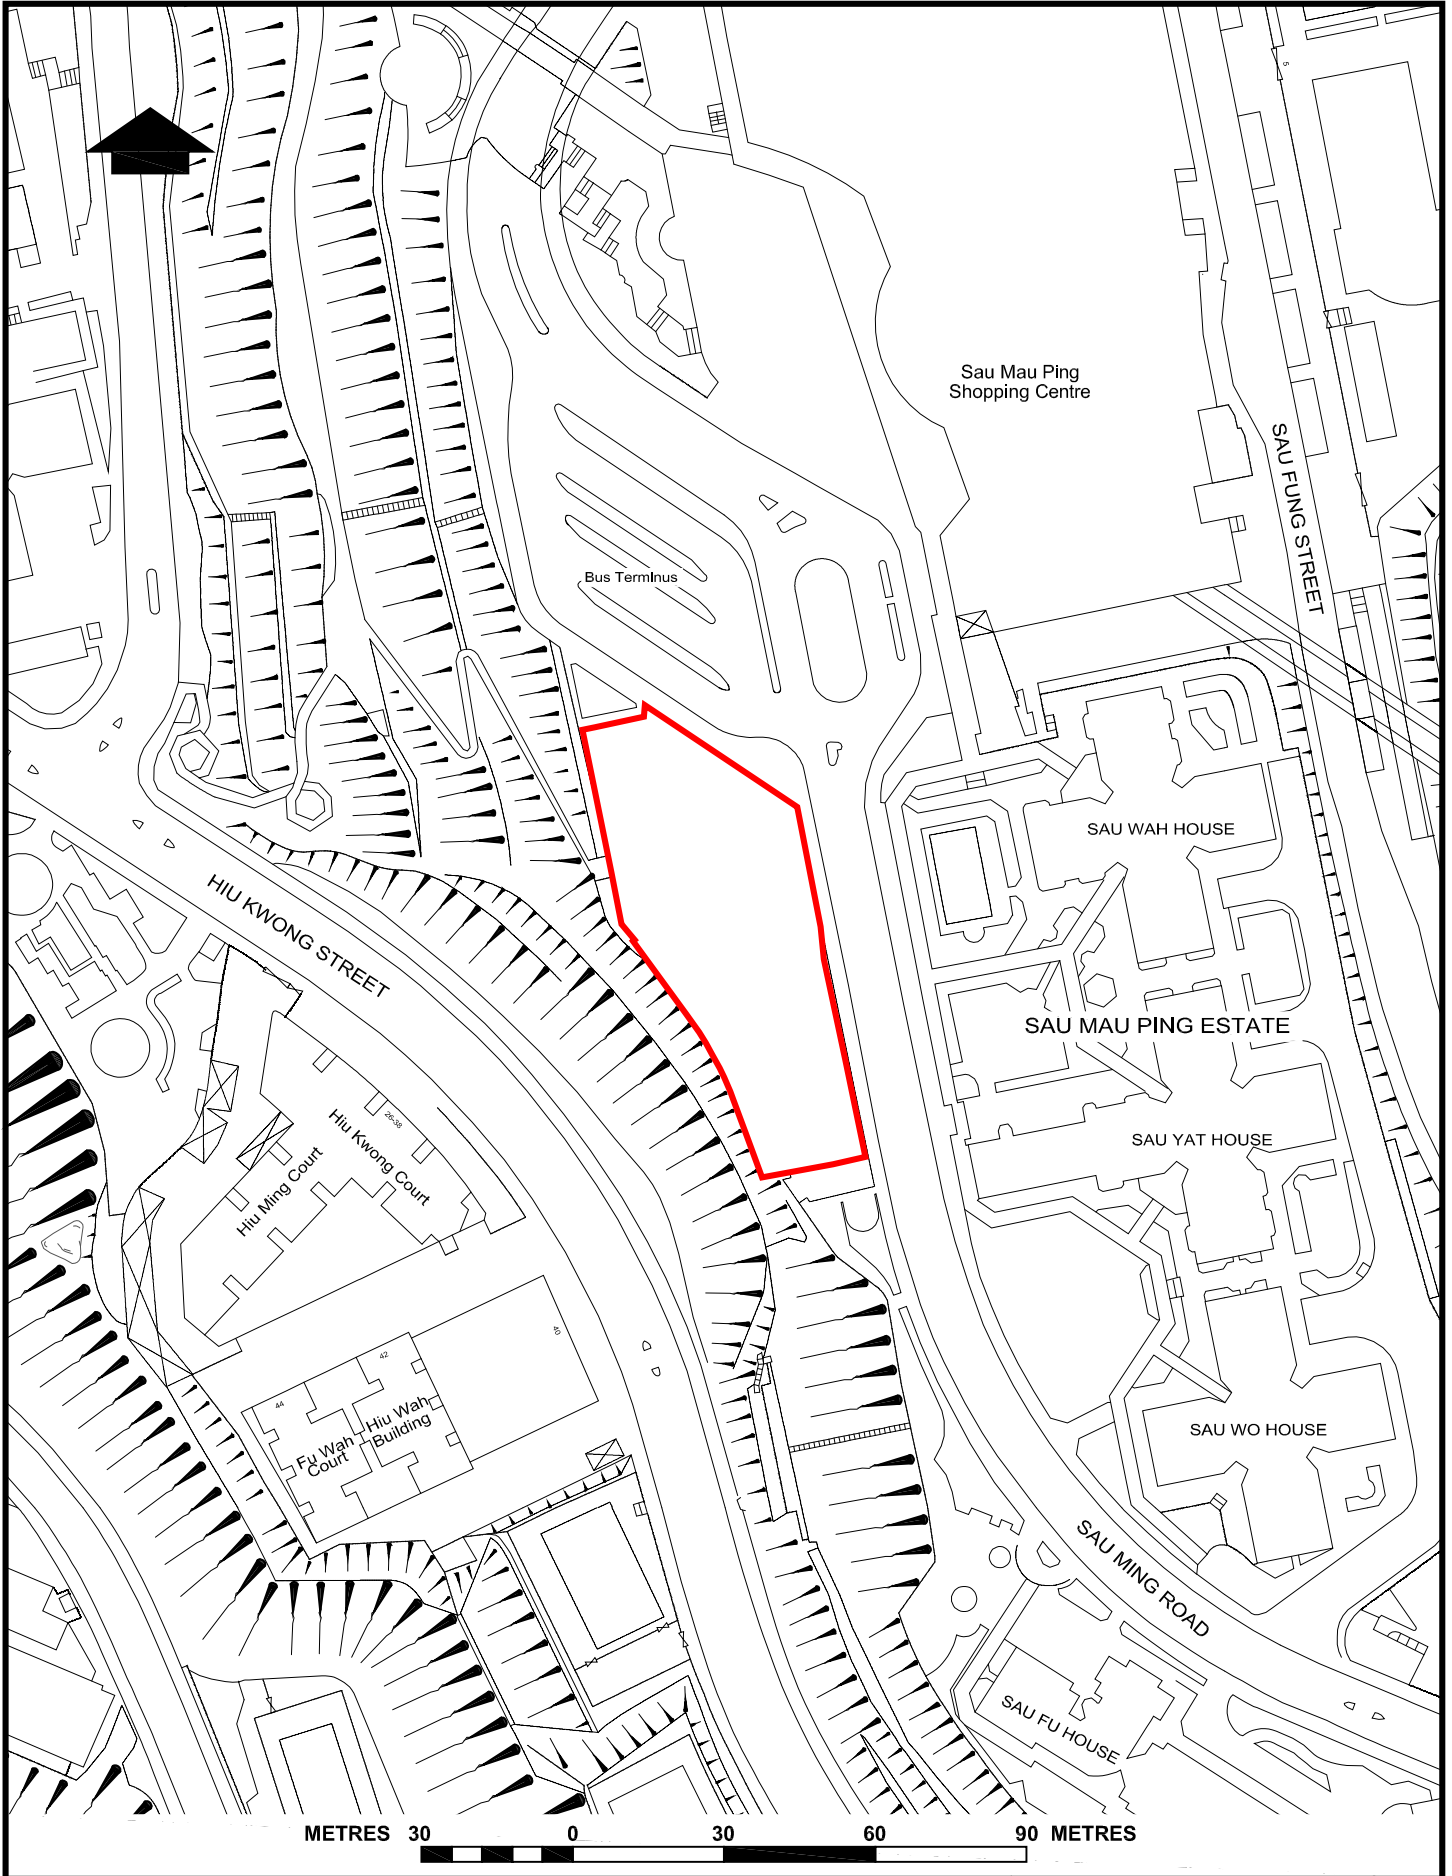 5
Sau Mau Ping
Shopping Centre
SAU FUNG STREET
Bus Terminus
SAU WAH HOUSE
HIU KWONG STREET
SAU MAU PING ESTATE
26-38
Hiu Kwong Court
Hiu Ming Court
SAU YAT HOUSE
40
42
44
Hiu Wah
Building
Fu Wah
Court
SAU WO HOUSE
SAU MING ROAD
SAU FU HOUSE
METRES 30 0 30 60 90 METRES